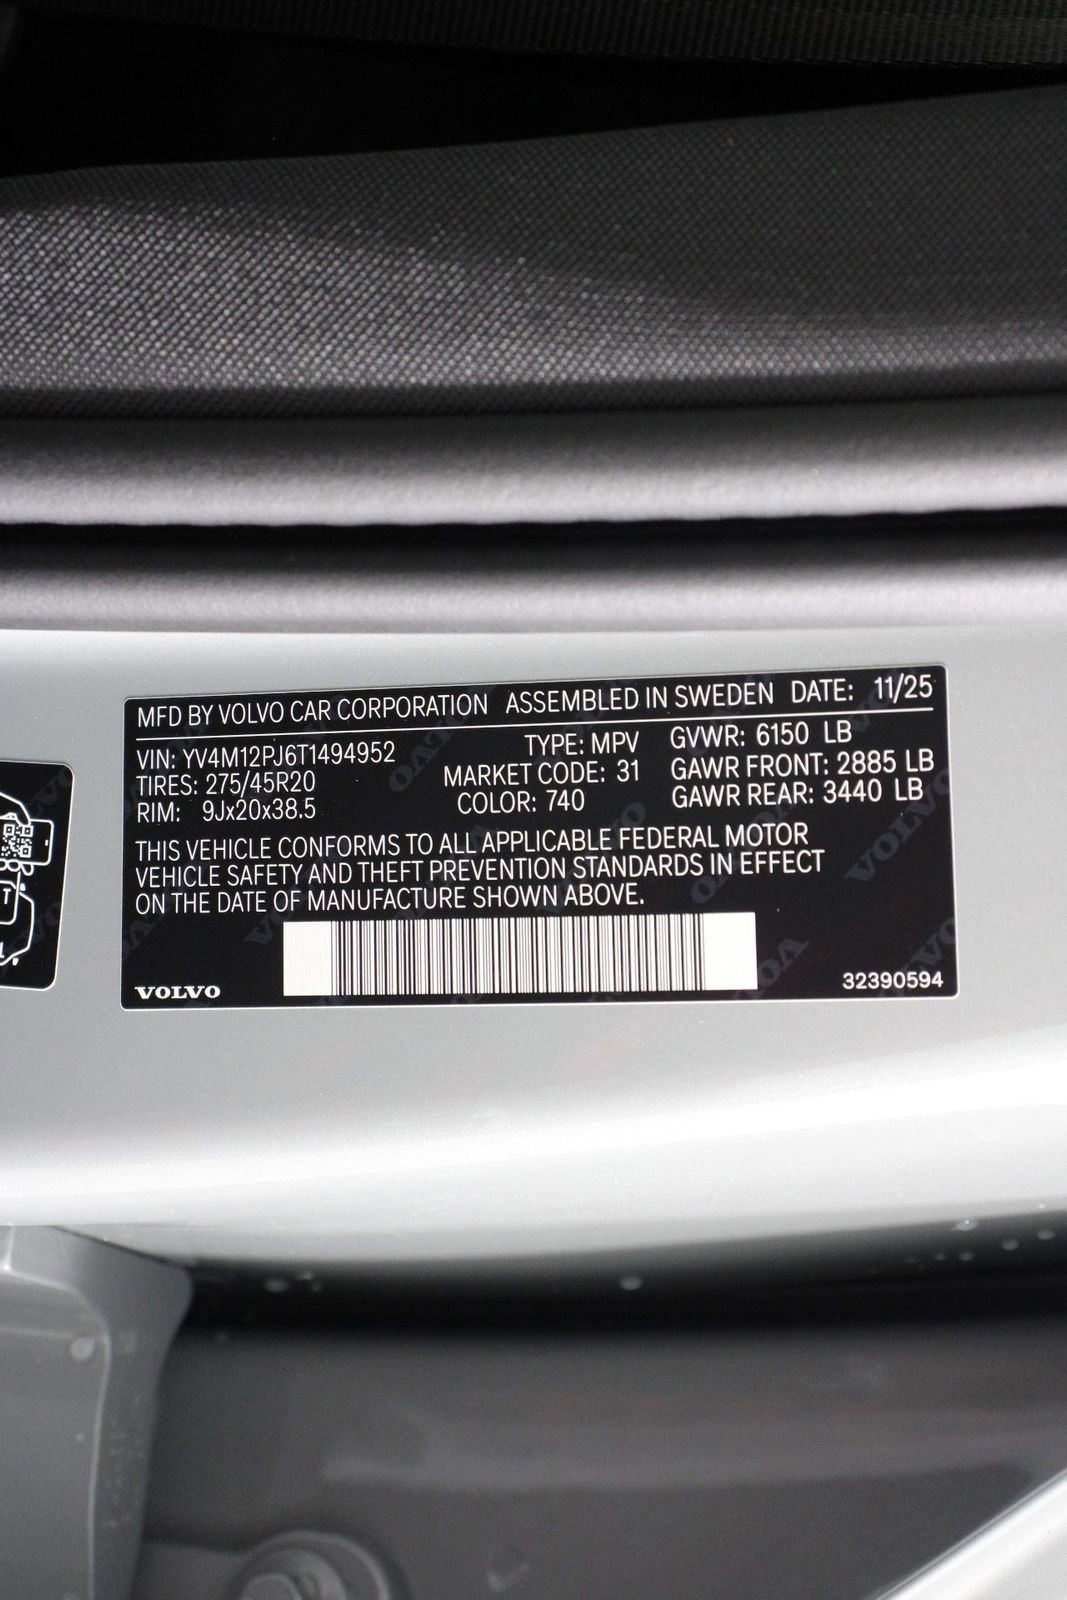 MFD BY VOLVO CAR CORPORATION ASSEMBLED IN SWEDEN DATE: 11/25
VIN: YV4M12PJ6T1494952 TYPE: MPV GVWR: 6150 LB
TIRES: 275/45R20 MARKET CODE: 31 GAWR FRONT: 2885 LB
RIM: 9Jx20x38.5 COLOR: 740 GAWR REAR: 3440 LB
THIS VEHICLE CONFORMS TO ALL APPLICABLE FEDERAL MOTOR
VEHICLE SAFETY AND THEFT PREVENTION STANDARDS IN EFFECT
ON THE DATE OF MANUFACTURE SHOWN ABOVE.
VOLVO 32390594